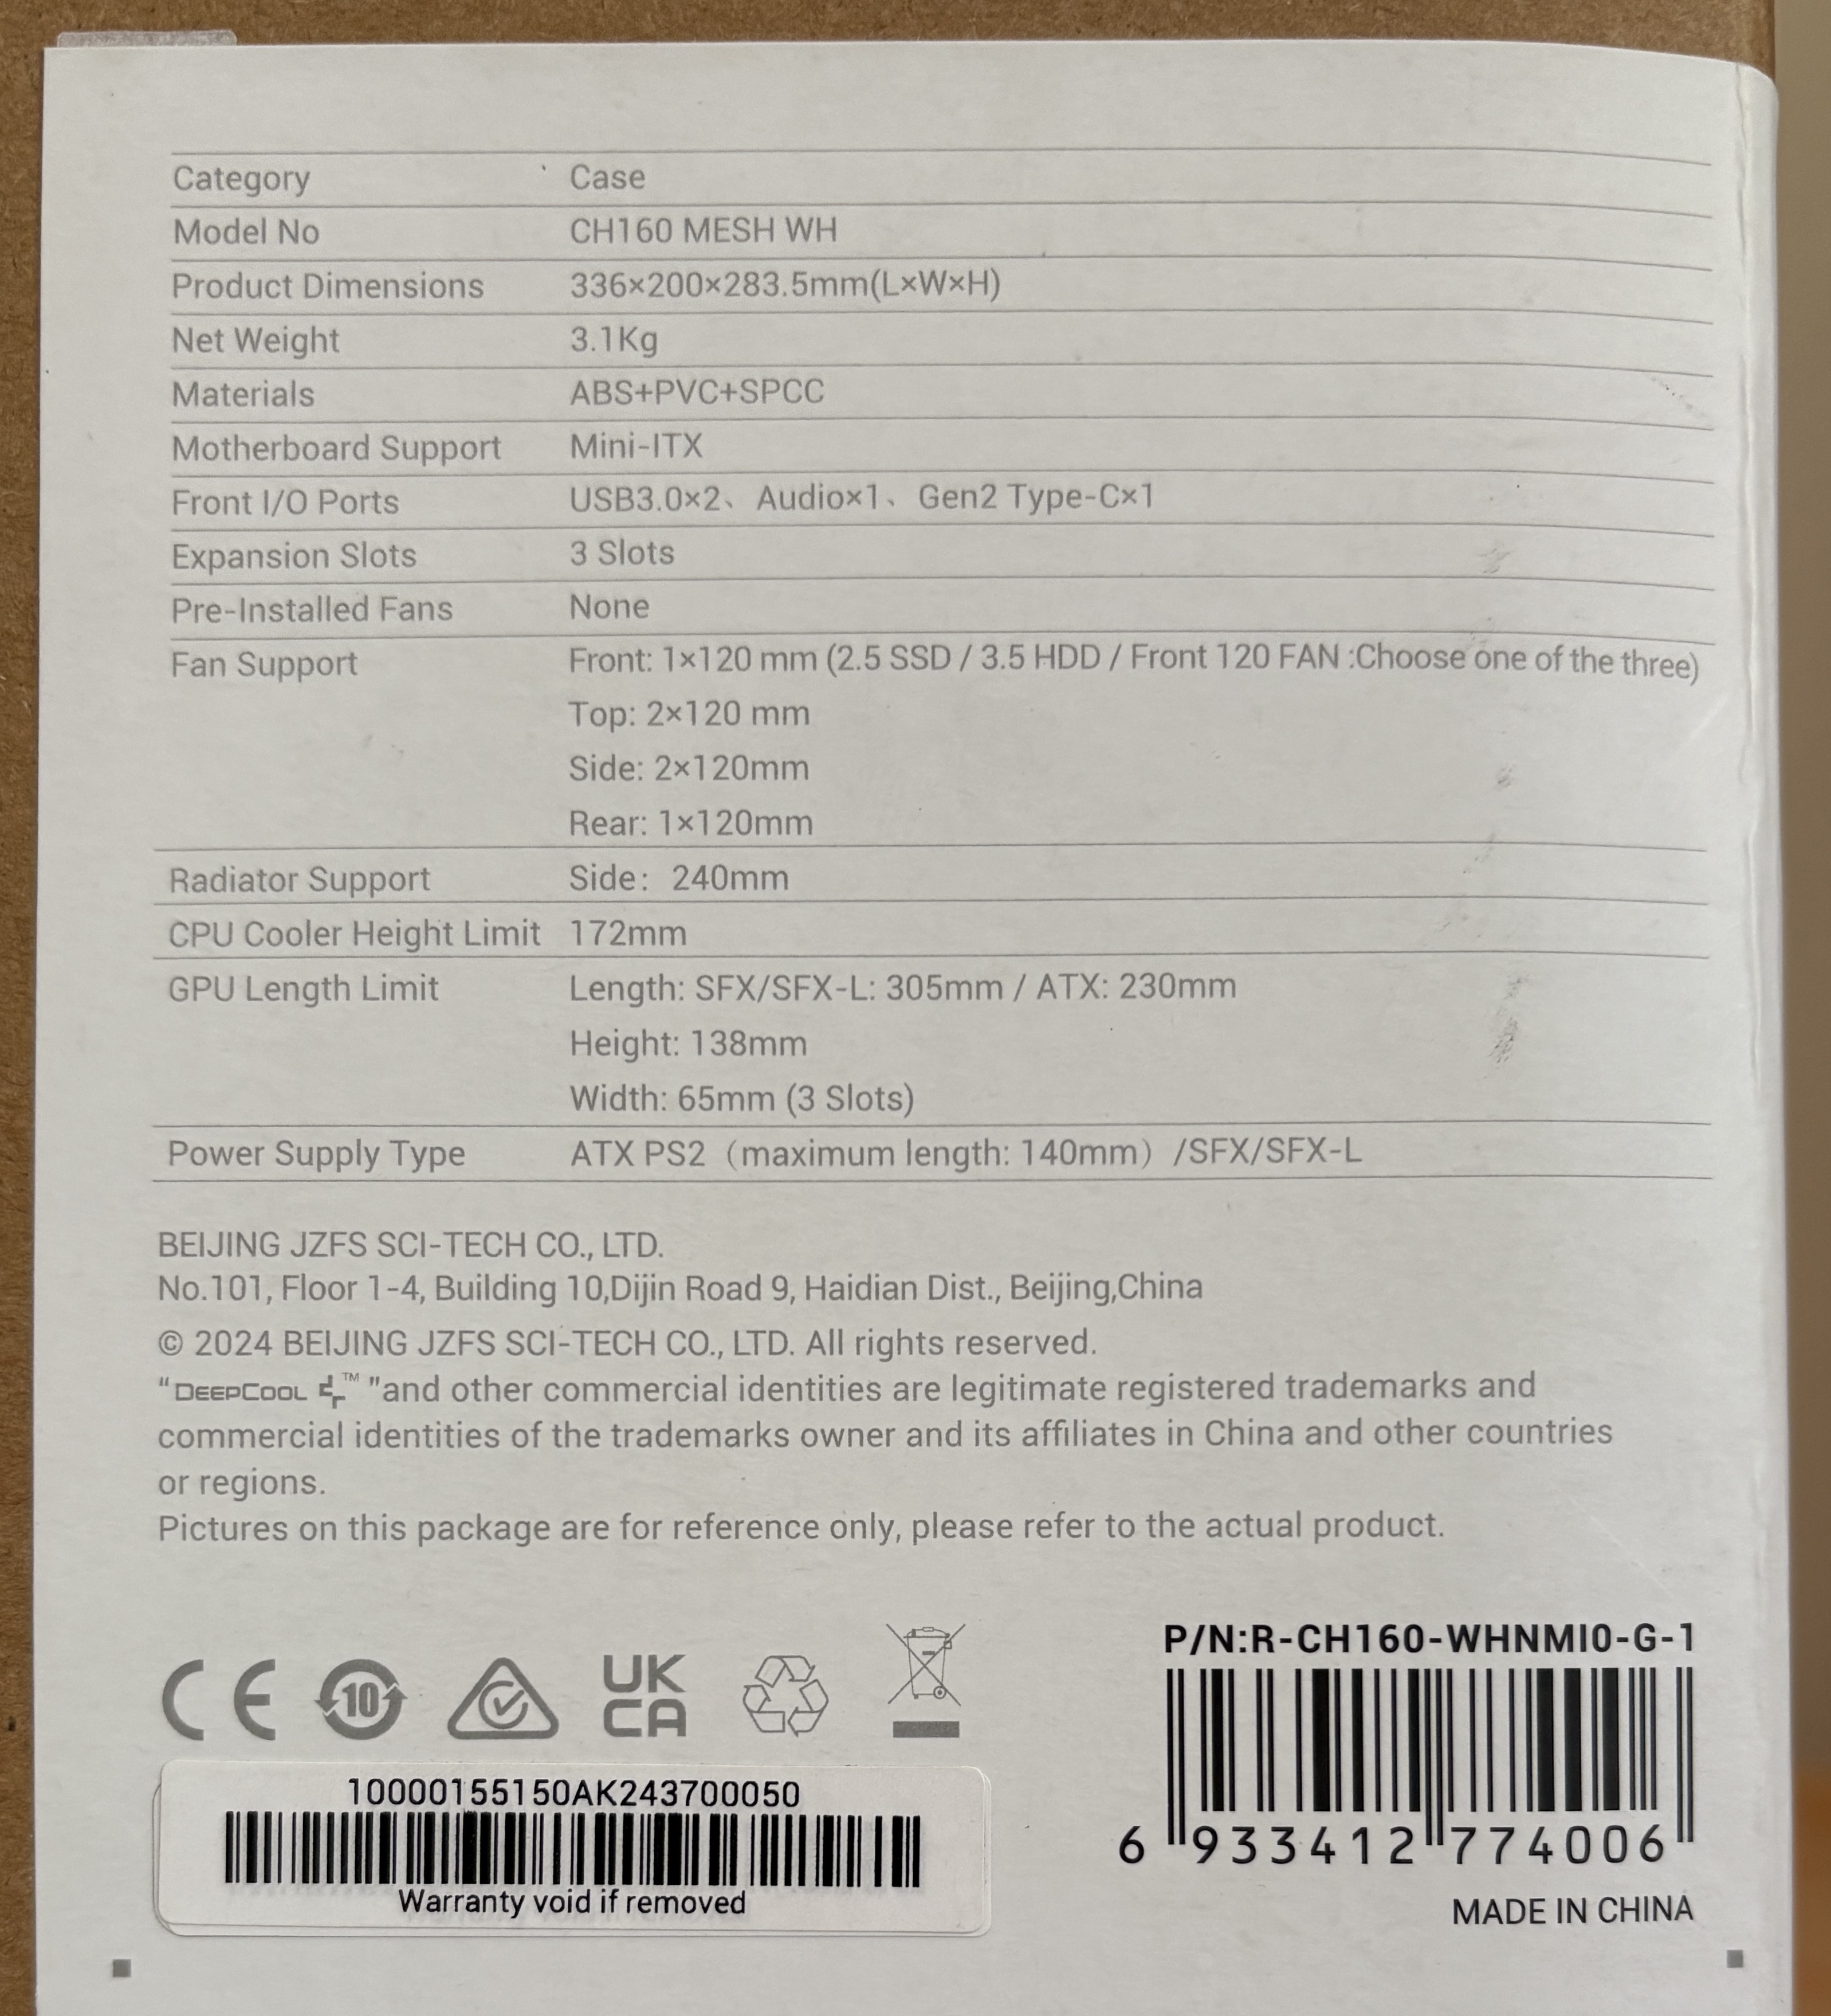 Category Case
Model No CH160 MESH WH
Product Dimensions 336×200×283.5mm(L×W×H)
Net Weight 3.1Kg
Materials ABS+PVC+SPCC
Motherboard Support Mini-ITX
Front I/O Ports USB3.0×2、Audio×1、Gen2 Type-C×1
Expansion Slots 3 Slots
Pre-Installed Fans None
Fan Support Front: 1×120 mm (2.5 SSD / 3.5 HDD / Front 120 FAN :Choose one of the three)
Top: 2×120 mm
Side: 2×120mm
Rear: 1×120mm
Radiator Support Side： 240mm
CPU Cooler Height Limit 172mm
GPU Length Limit Length: SFX/SFX-L: 305mm / ATX: 230mm
Height: 138mm
Width: 65mm (3 Slots)
Power Supply Type ATX PS2（maximum length: 140mm）/SFX/SFX-L
BEIJING JZFS SCI-TECH CO., LTD.
No.101, Floor 1-4, Building 10,Dijin Road 9, Haidian Dist., Beijing,China
© 2024 BEIJING JZFS SCI-TECH CO., LTD. All rights reserved.
“DEEPCOOL ™ ”and other commercial identities are legitimate registered trademarks and
commercial identities of the trademarks owner and its affiliates in China and other countries
or regions.
Pictures on this package are for reference only, please refer to the actual product.
CE 10 UK
CA
P/N:R-CH160-WHNMI0-G-1
6 933412 774006
MADE IN CHINA
10000155150AK243700050
Warranty void if removed